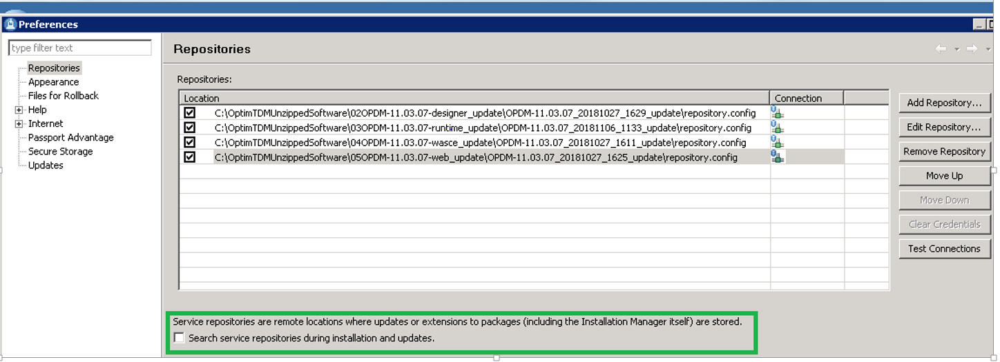 Preferences
type filter text
Repositories
Appearance
Files for Rollback
Help
Internet
Passport Advantage
Secure Storage
Updates
Repositories
Repositories:
Location Connection
C:\OptimTDMUnzippedSoftware\02OPDM-11.03.07-designer_update\OPDM-11.03.07_20181027_1629_update\repository.config
C:\OptimTDMUnzippedSoftware\03OPDM-11.03.07-runtime_update\OPDM-11.03.07_20181106_1133_update\repository.config
C:\OptimTDMUnzippedSoftware\04OPDM-11.03.07-wasce_update\OPDM-11.03.07_20181027_1611_update\repository.config
C:\OptimTDMUnzippedSoftware\05OPDM-11.03.07-web_update\OPDM-11.03.07_20181027_1625_update\repository.config
Add Repository...
Edit Repository...
Remove Repository
Move Up
Move Down
Clear Credentials
Test Connections
Service repositories are remote locations where updates or extensions to packages (including the Installation Manager itself) are stored.
Search service repositories during installation and updates.